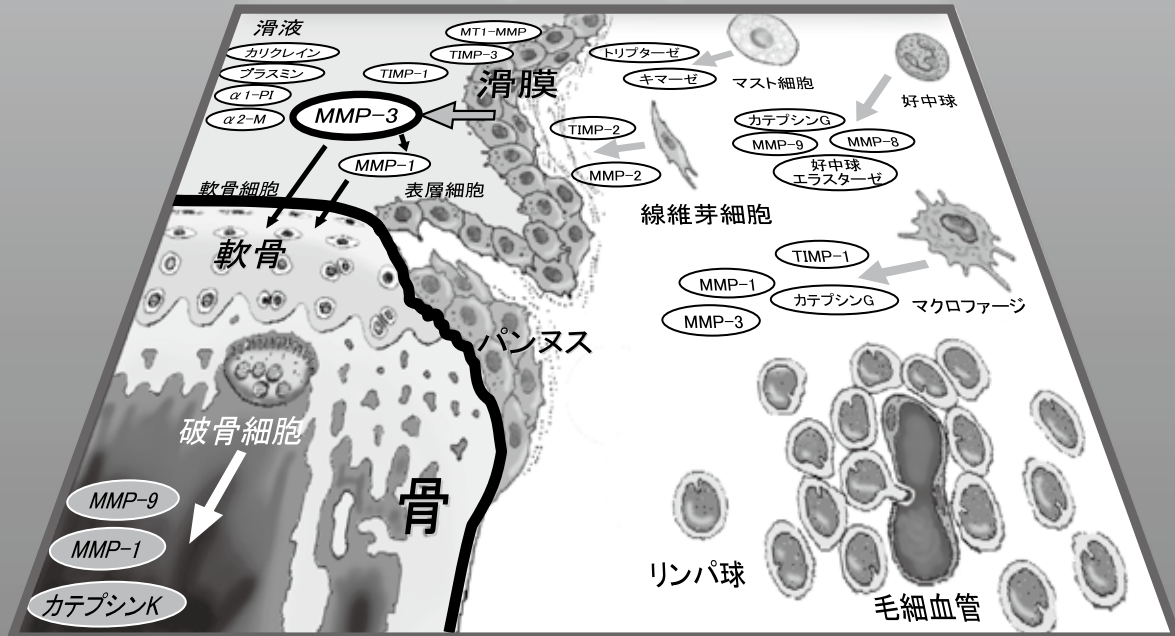 滑液
カリクレイン
プラスミン
α1-PI
α2-M
MT1-MMP
TIMP-3
TIMP-1
滑膜
MMP-3
MMP-1
軟骨細胞
表層細胞
軟骨
トリプターゼ
キマーゼ
マスト細胞
好中球
カテプシンG
MMP-9
MMP-8
好中球
エラスターゼ
TIMP-2
MMP-2
線維芽細胞
TIMP-1
MMP-1
カテプシンG
MMP-3
マクロファージ
パンヌス
破骨細胞
骨
MMP-9
MMP-1
カテプシンK
リンパ球
毛細血管